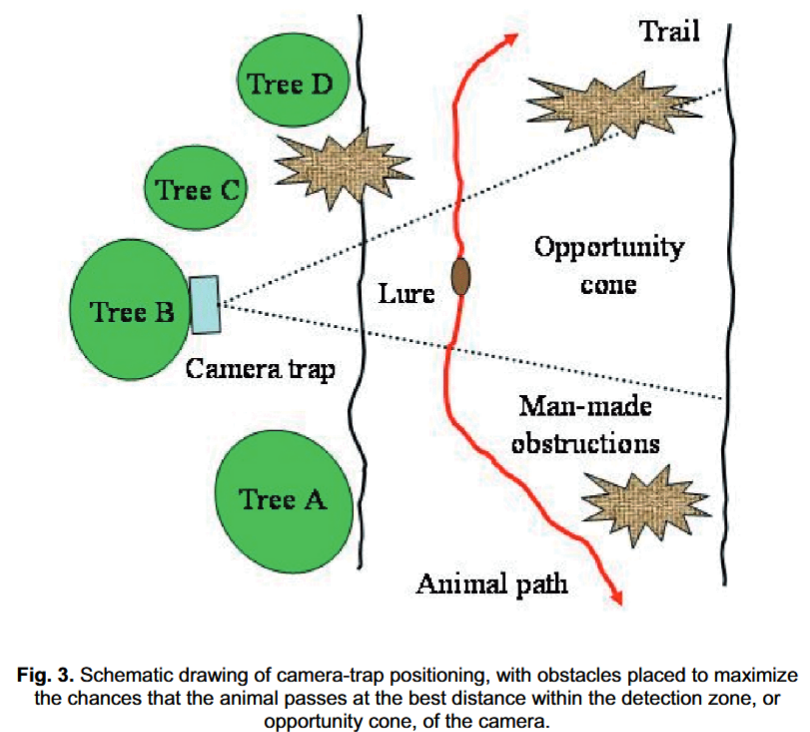 Trail
Tree D
Tree C
Opportunity
cone
Lure
Tree B
Camera trap
Man-made
obstructions
Tree A
Animal path
Fig. 3. Schematic drawing of camera-trap positioning, with obstacles placed to maximize
the chances that the animal passes at the best distance within the detection zone, or
opportunity cone, of the camera.